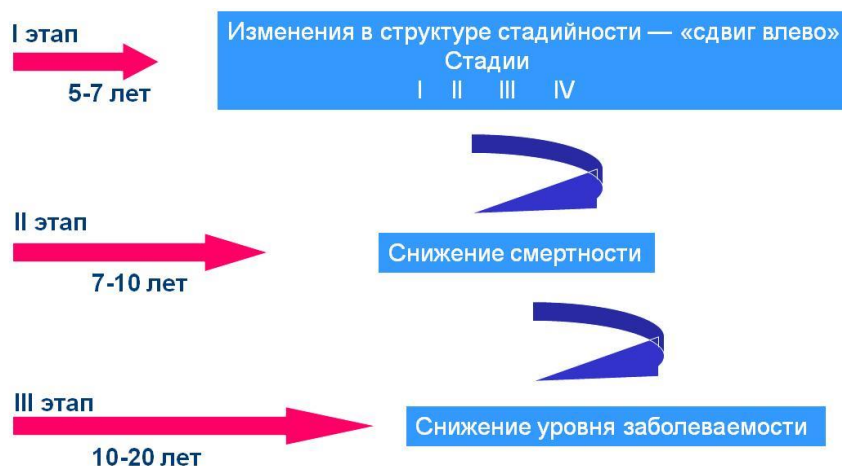 I этап
5-7 лет
Изменения в структуре стадийности — «сдвиг влево»
Стадии
I II III IV
II этап
7-10 лет
Снижение смертности
III этап
10-20 лет
Снижение уровня заболеваемости